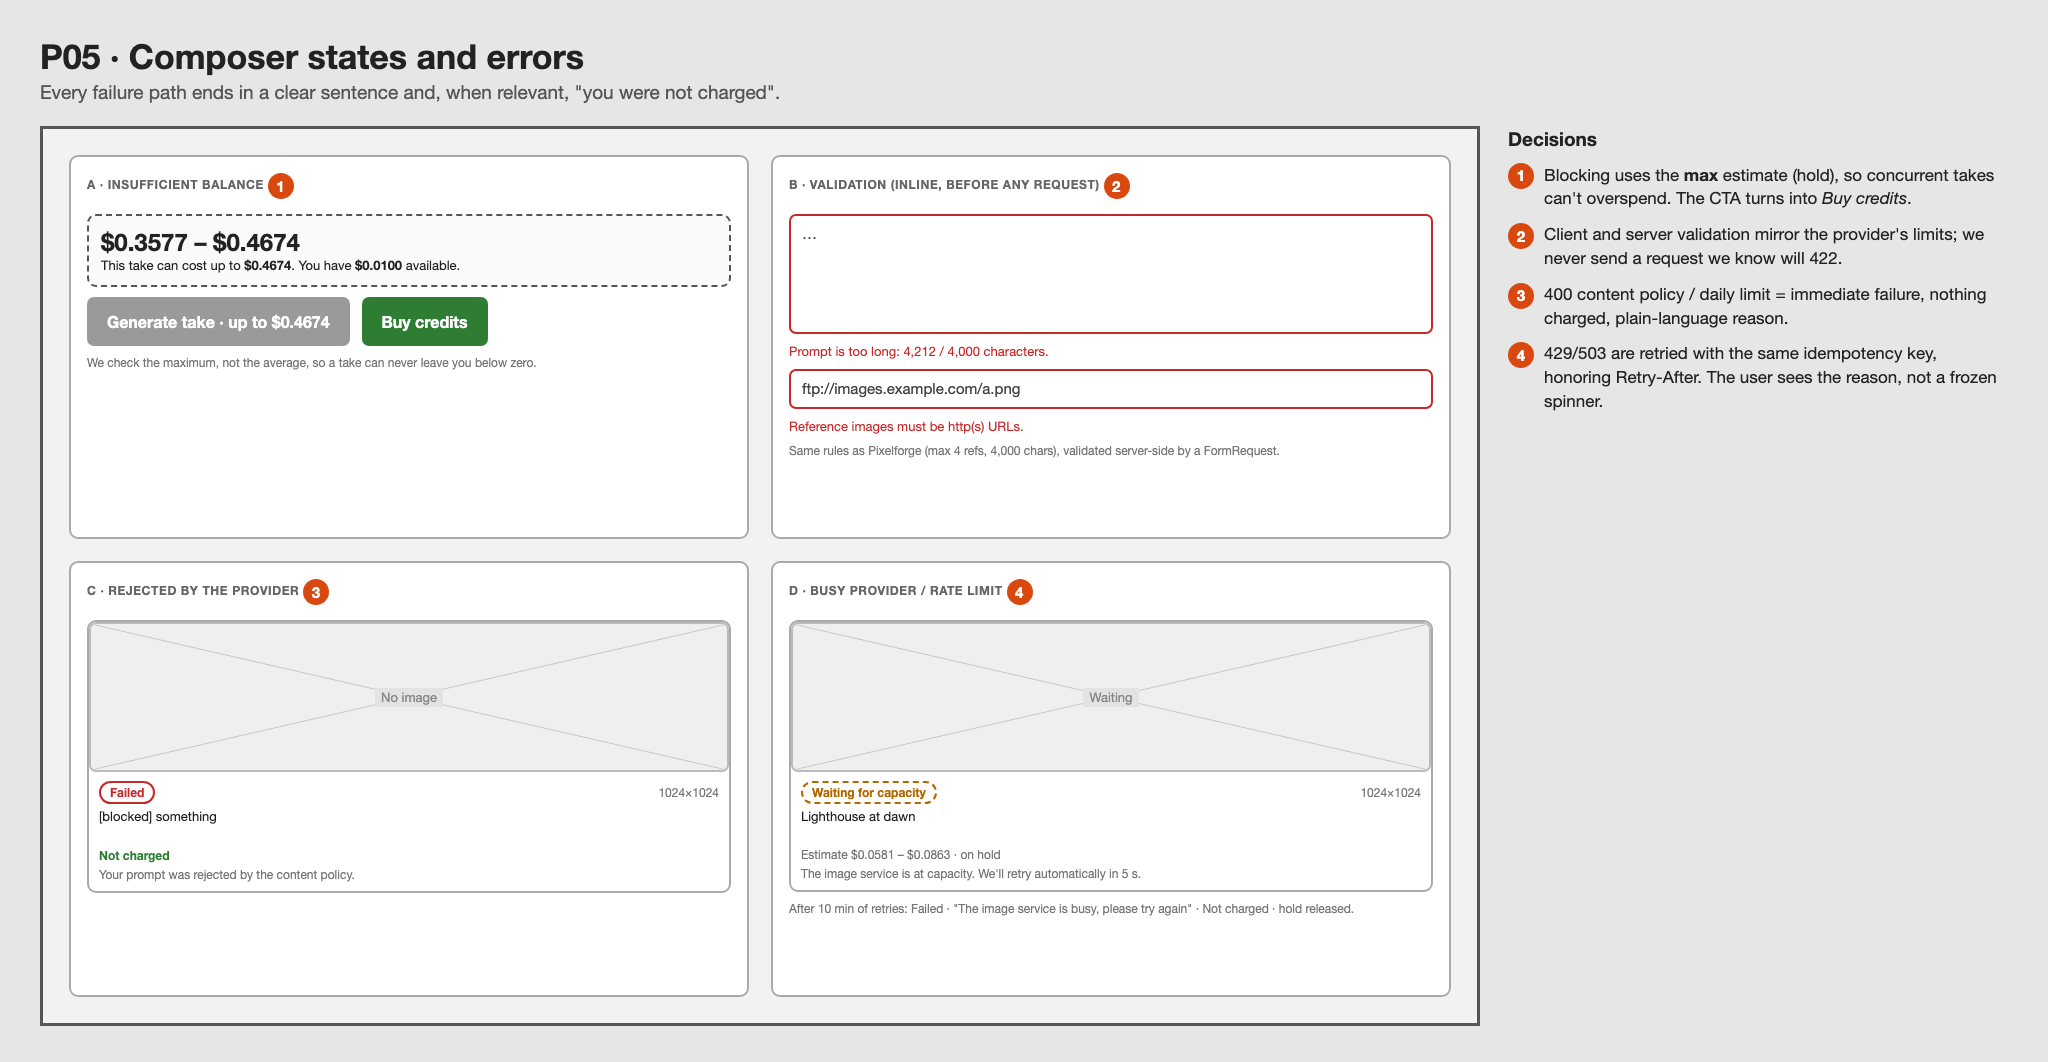 P05 · Composer states and errors
Every failure path ends in a clear sentence and, when relevant, "you were not charged".
A · INSUFFICIENT BALANCE 1
$0.3577 – $0.4674
This take can cost up to $0.4674. You have $0.0100 available.
Generate take · up to $0.4674
Buy credits
We check the maximum, not the average, so a take can never leave you below zero.
B · VALIDATION (INLINE, BEFORE ANY REQUEST) 2
...
Prompt is too long: 4,212 / 4,000 characters.
ftp://images.example.com/a.png
Reference images must be http(s) URLs.
Same rules as Pixelforge (max 4 refs, 4,000 chars), validated server-side by a FormRequest.
C · REJECTED BY THE PROVIDER 3
No image
Failed
1024×1024
[blocked] something
Not charged
Your prompt was rejected by the content policy.
D · BUSY PROVIDER / RATE LIMIT 4
Waiting
Waiting for capacity
1024×1024
Lighthouse at dawn
Estimate $0.0581 – $0.0863 · on hold
The image service is at capacity. We'll retry automatically in 5 s.
After 10 min of retries: Failed · "The image service is busy, please try again" · Not charged · hold released.
Decisions
1 Blocking uses the max estimate (hold), so concurrent takes
can't overspend. The CTA turns into Buy credits.
2 Client and server validation mirror the provider's limits; we
never send a request we know will 422.
3 400 content policy / daily limit = immediate failure, nothing
charged, plain-language reason.
4 429/503 are retried with the same idempotency key,
honoring Retry-After. The user sees the reason, not a frozen
spinner.